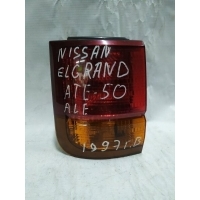 NISSAN
ELGRAND
ATE-50
ALE
1997г.в